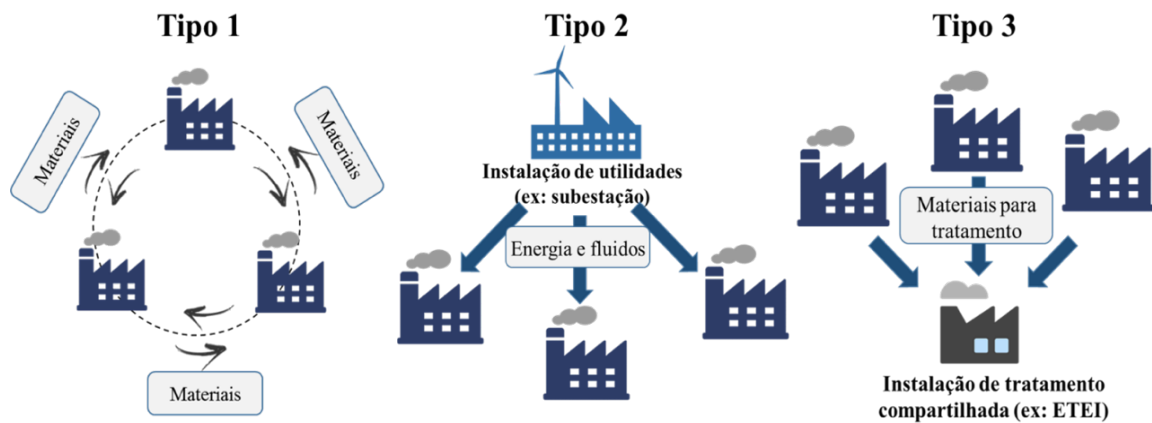 Tipo 1
Materiais
Materiais
Materiais
Tipo 2
Instalação de utilidades
(ex: subestação)
Energia e fluidos
Tipo 3
Materiais para
tratamento
Instalação de tratamento
compartilhada (ex: ETEI)